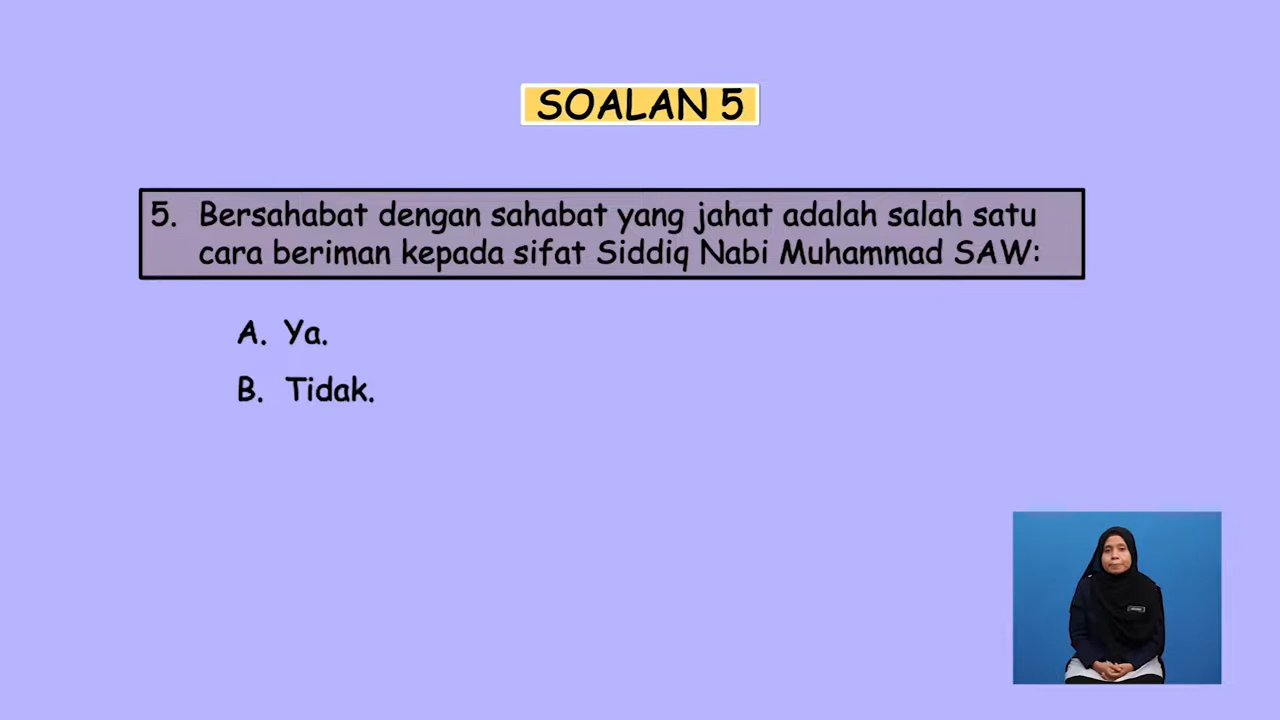 SOALAN 5
5. Bersahabat dengan sahabat yang jahat adalah salah satu
cara beriman kepada sifat Siddiq Nabi Muhammad SAW:
A. Ya.
B. Tidak.